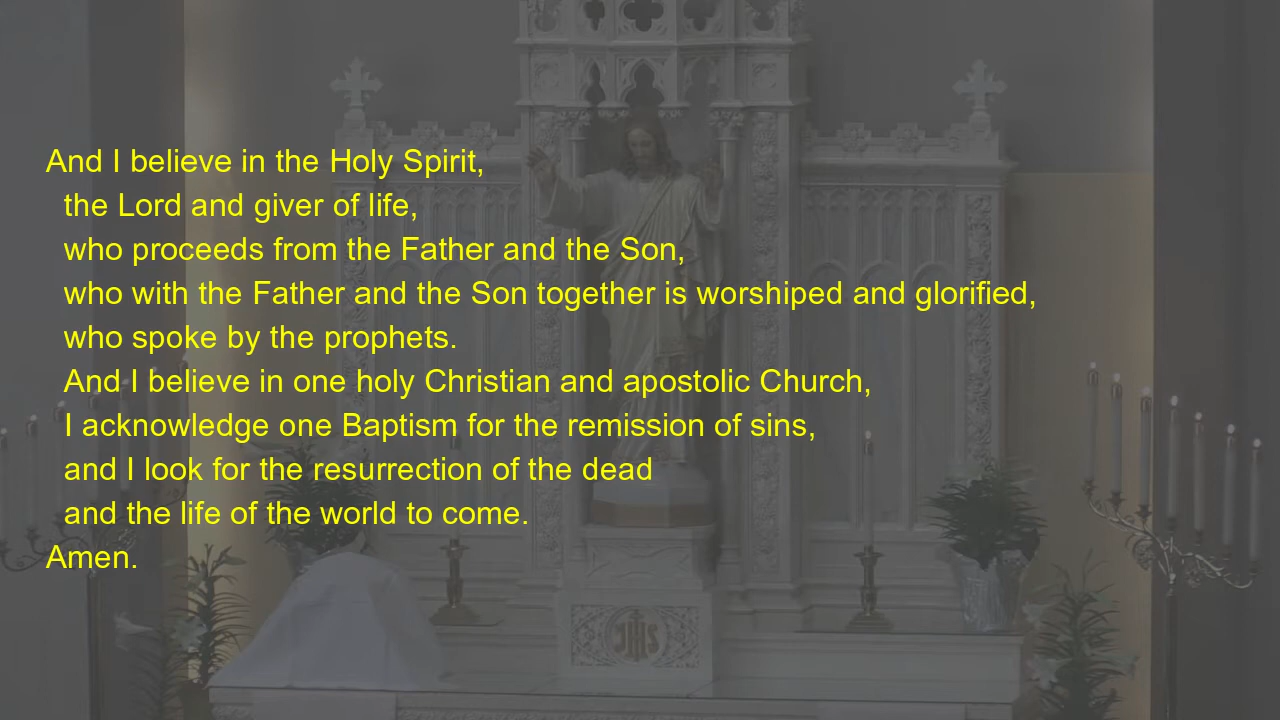 And I believe in the Holy Spirit,
the Lord and giver of life,
who proceeds from the Father and the Son,
who with the Father and the Son together is worshiped and glorified,
who spoke by the prophets.
And I believe in one holy Christian and apostolic Church,
I acknowledge one Baptism for the remission of sins,
and I look for the resurrection of the dead
and the life of the world to come.
Amen.
IHS